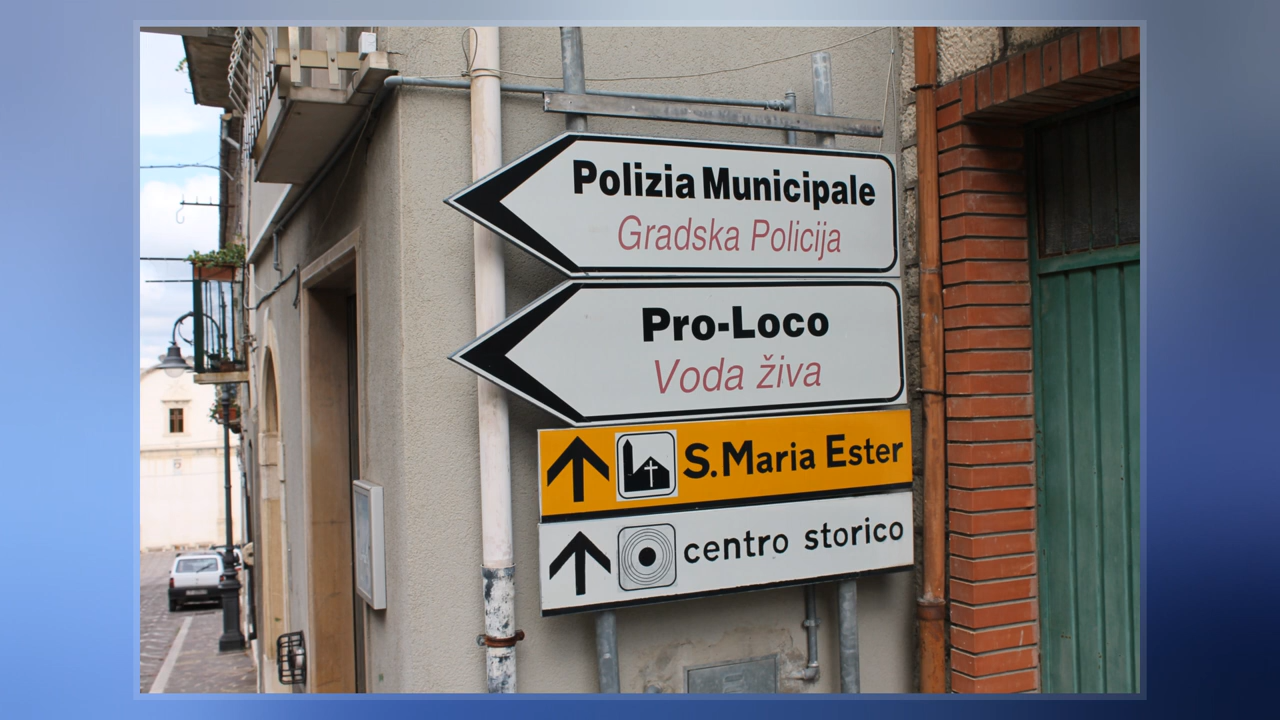 Polizia Municipale
Gradska Policija
Pro-Loco
Voda živa
S. Maria Ester
centro storico